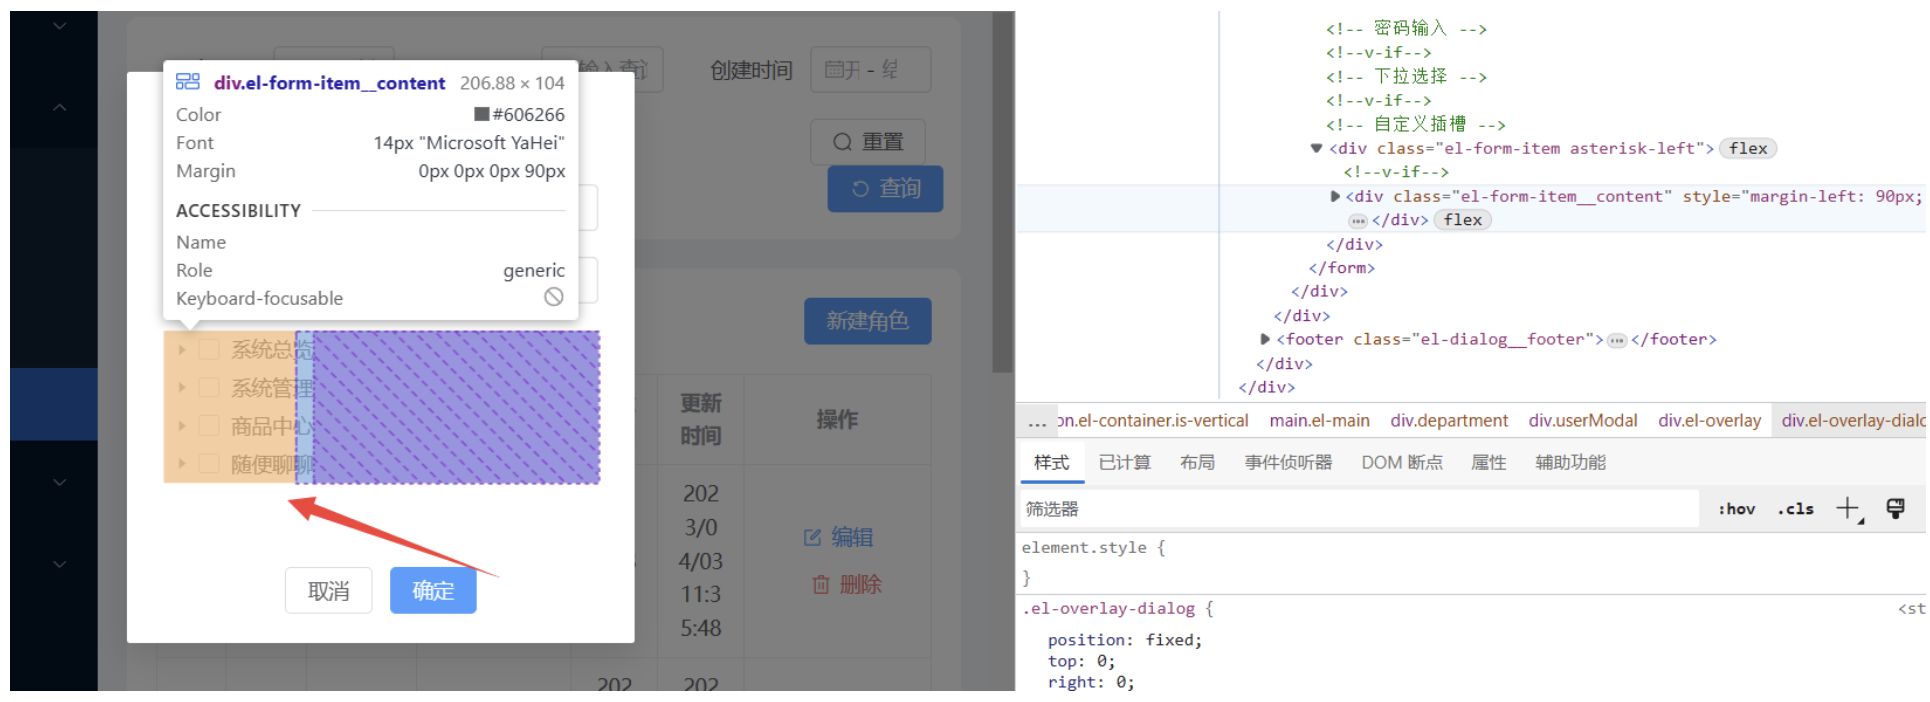 输入查询
创建时间
开 - 结
重置
查询
div.el-form-item__content 206.88 × 104
Color #606266
Font 14px "Microsoft YaHei"
Margin 0px 0px 0px 90px
ACCESSIBILITY
Name
Role generic
Keyboard-focusable
新建角色
系统总览
系统管理
商品中心
随便聊聊
更新
时间
操作
202
3/0
4/03
11:3
5:48
编辑
删除
取消
确定
202
202
<!-- 密码输入 -->
<!--v-if-->
<!-- 下拉选择 -->
<!--v-if-->
<!-- 自定义插槽 -->
<div class="el-form-item asterisk-left"> flex
<!--v-if-->
<div class="el-form-item__content" style="margin-left: 90px;
… </div> flex
</div>
</form>
</div>
</div>
<footer class="el-dialog__footer"> … </footer>
</div>
</div>
… on.el-container.is-vertical main.el-main div.department div.userModal div.el-overlay div.el-overlay-dialo
样式 已计算 布局 事件侦听器 DOM 断点 属性 辅助功能
筛选器
:hov .cls
element.style {
}
.el-overlay-dialog { <st
position: fixed;
top: 0;
right: 0;